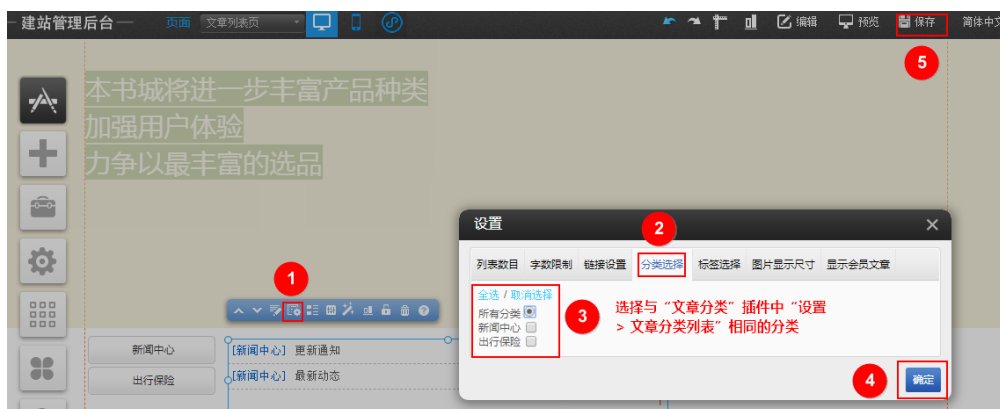 建站管理后台
页面 文章列表页 编辑 预览 保存 简体中文
5
本书城将进一步丰富产品种类
加强用户体验
力争以最丰富的选品
设置
2
列表数目 字数限制 链接设置 分类选择 标签选择 图片显示尺寸 显示会员文章
1
全选 / 取消选择
所有分类
新闻中心
出行保险
3
选择与“文章分类”插件中“设置
> 文章分类列表”相同的分类
新闻中心
[新闻中心] 更新通知
出行保险
[新闻中心] 最新动态
4
确定